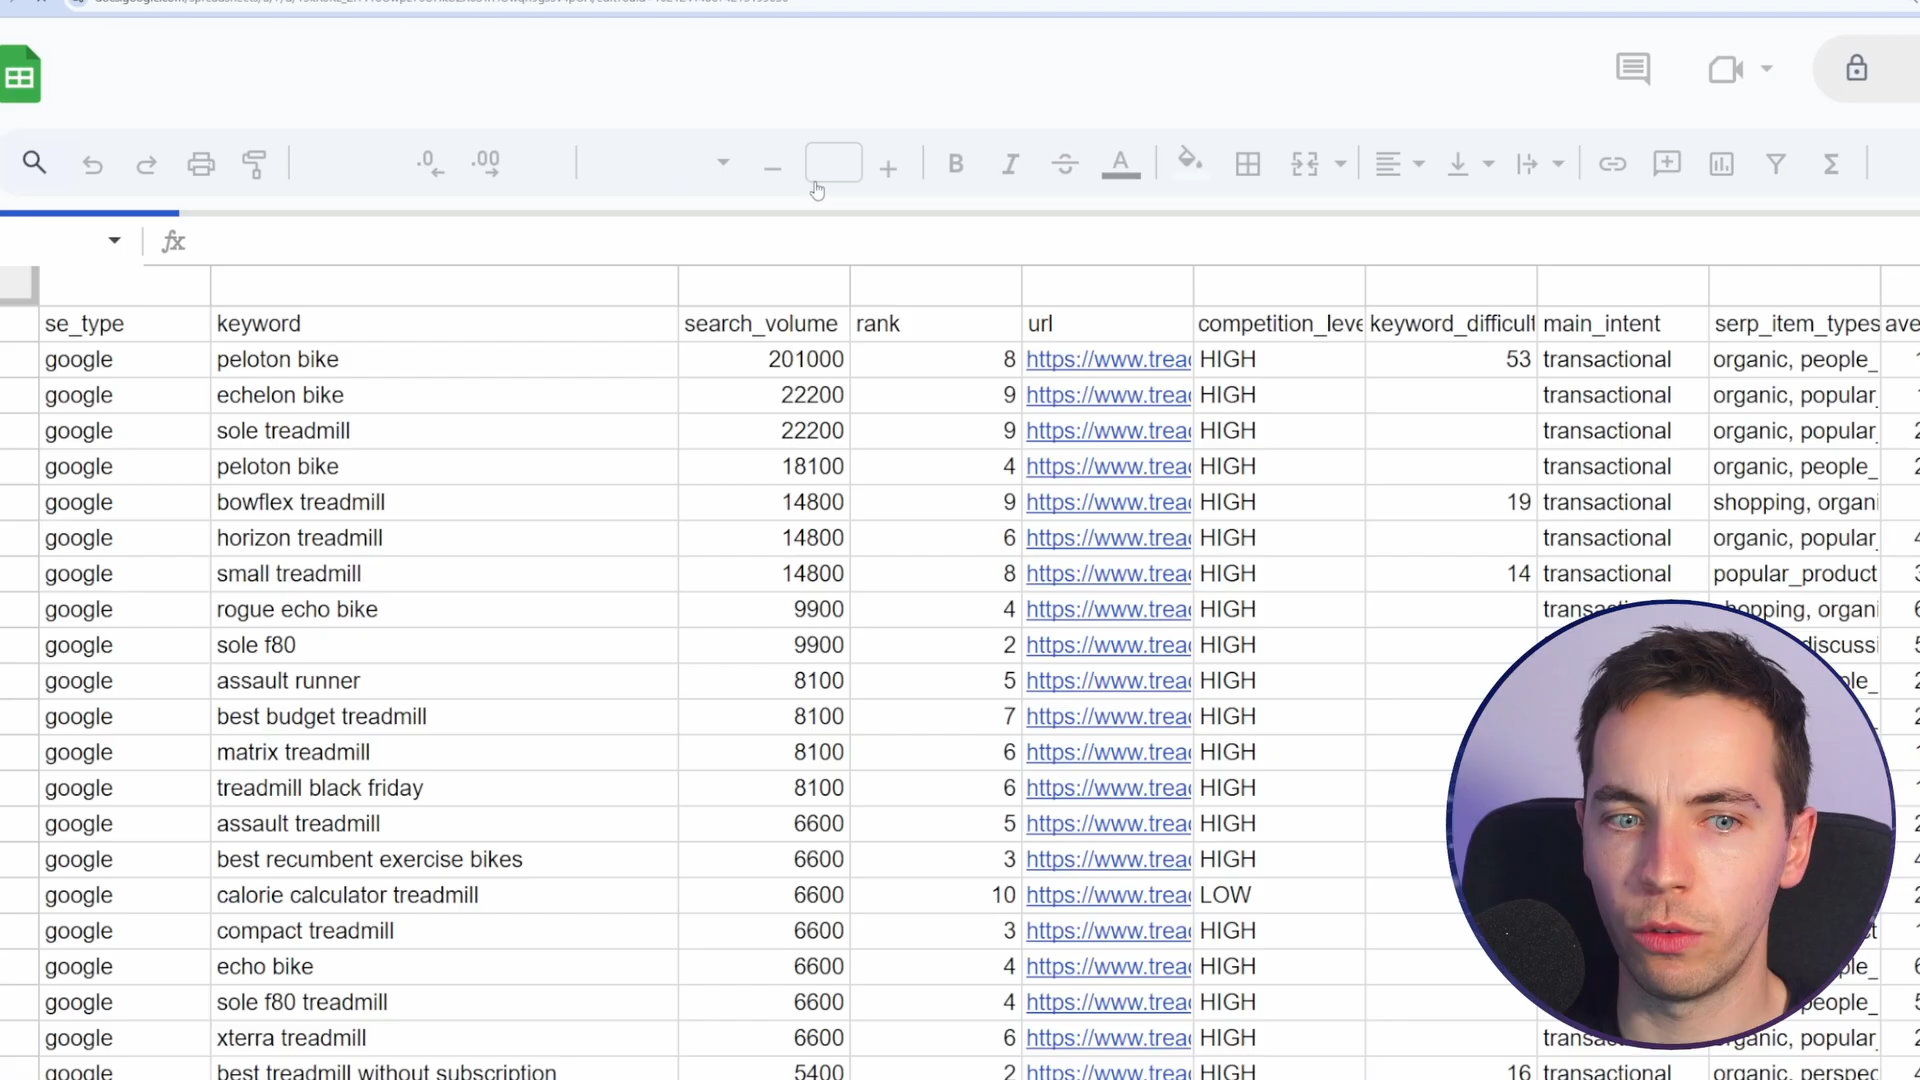 .0 .00
B I A Σ
fx
se_type keyword search_volume rank url competition_leve keyword_difficult main_intent serp_item_types ave
google peloton bike 201000 8 https://www.trea HIGH 53 transactional organic, people_
google echelon bike 22200 9 https://www.trea HIGH transactional organic, popular_
google sole treadmill 22200 9 https://www.trea HIGH transactional organic, popular_
google peloton bike 18100 4 https://www.trea HIGH transactional organic, people_
google bowflex treadmill 14800 9 https://www.trea HIGH 19 transactional shopping, organi
google horizon treadmill 14800 6 https://www.trea HIGH transactional organic, popular_
google small treadmill 14800 8 https://www.trea HIGH 14 transactional popular_product
google rogue echo bike 9900 4 https://www.trea HIGH organi
google sole f80 9900 2 https://www.trea HIGH discussi
google assault runner 8100 5 https://www.trea HIGH
google best budget treadmill 8100 7 https://www.trea HIGH
google matrix treadmill 8100 6 https://www.trea HIGH
google treadmill black friday 8100 6 https://www.trea HIGH
google assault treadmill 6600 5 https://www.trea HIGH
google best recumbent exercise bikes 6600 3 https://www.trea HIGH
google calorie calculator treadmill 6600 10 https://www.trea LOW
google compact treadmill 6600 3 https://www.trea HIGH
google echo bike 6600 4 https://www.trea HIGH
google sole f80 treadmill 6600 4 https://www.trea HIGH people_
google xterra treadmill 6600 6 https://www.trea HIGH popular_
google best treadmill without subscription 5400 2 https://www.trea HIGH 16 transactional organic, perspec